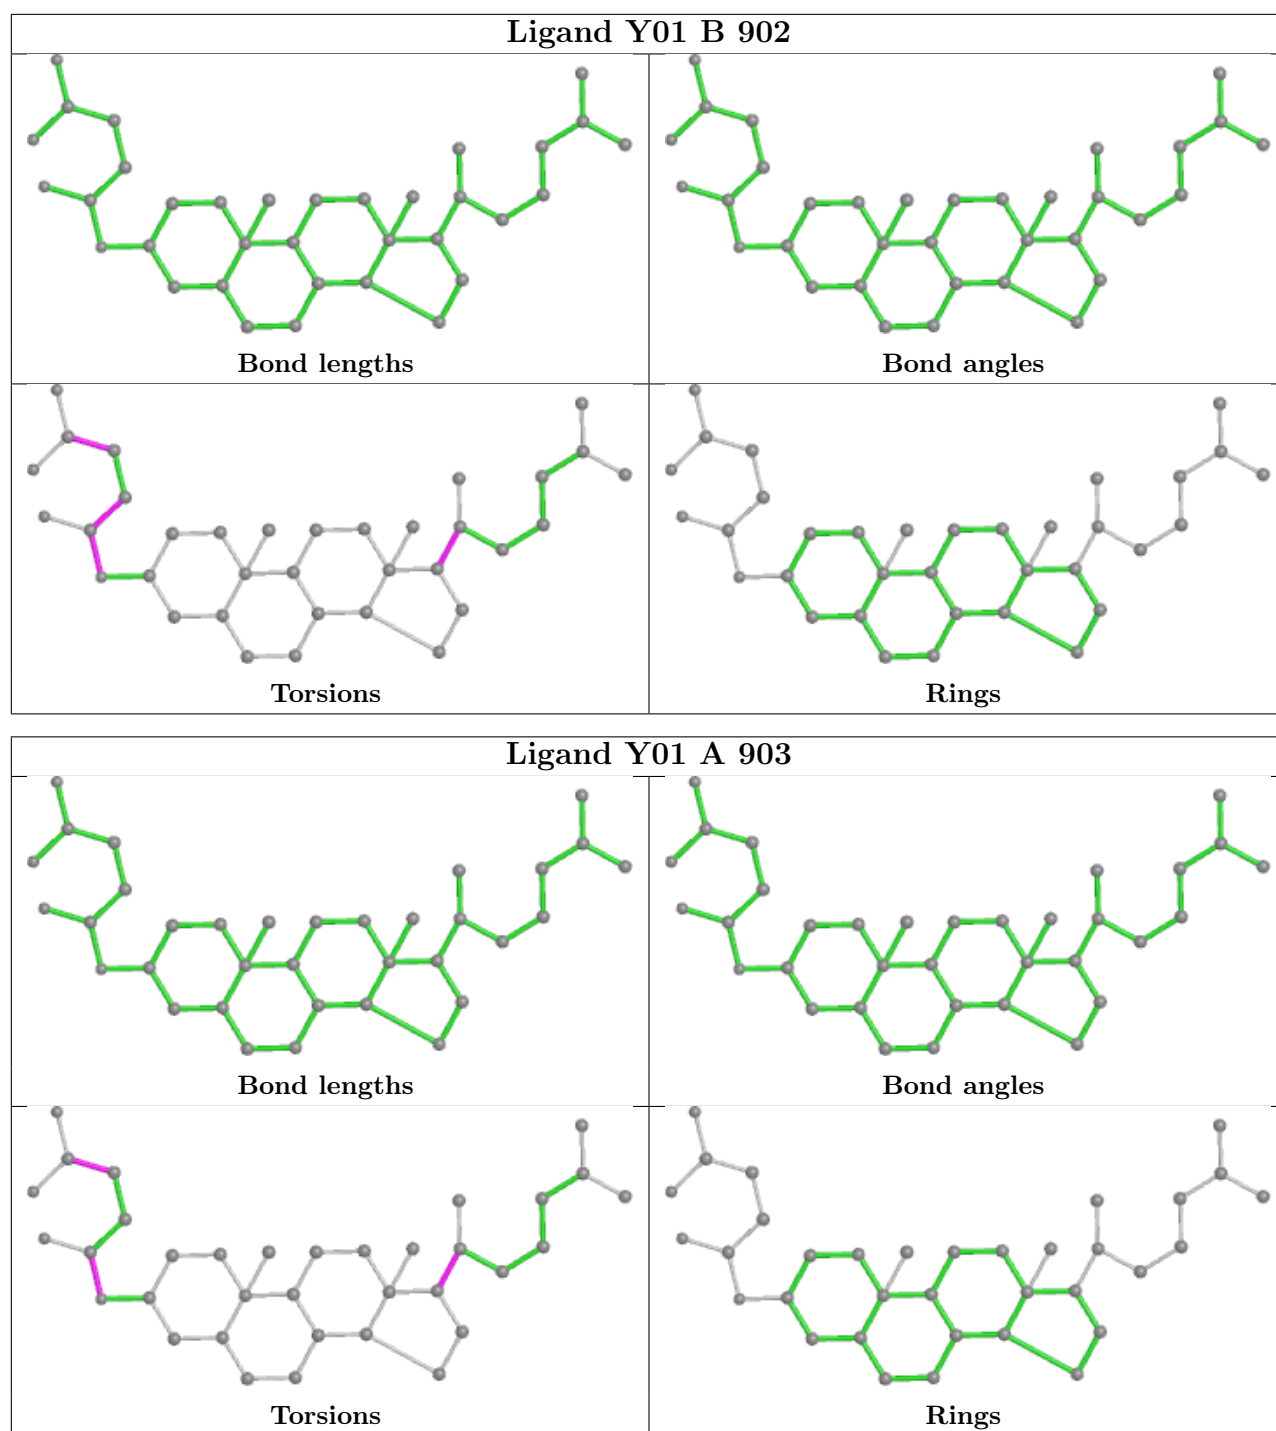 Ligand Y01 B 902
Bond lengths
Bond angles
Torsions
Rings
Ligand Y01 A 903
Bond lengths
Bond angles
Torsions
Rings